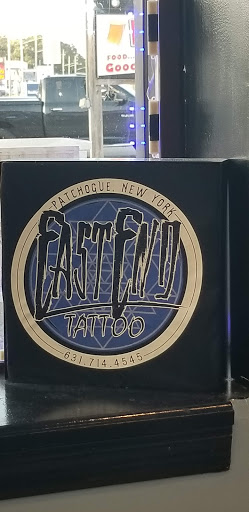 FOOD...
GOOD
PATCHOGUE, NEW YORK
EAST END
TATTOO
631.714.4545